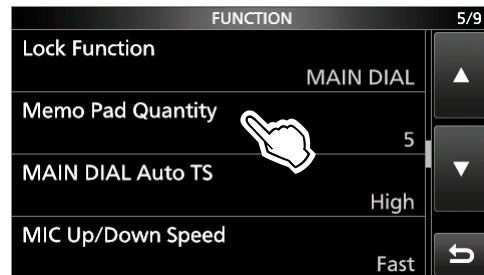 FUNCTION 5/9
Lock Function
MAIN DIAL
Memo Pad Quantity
5
MAIN DIAL Auto TS
High
MIC Up/Down Speed
Fast